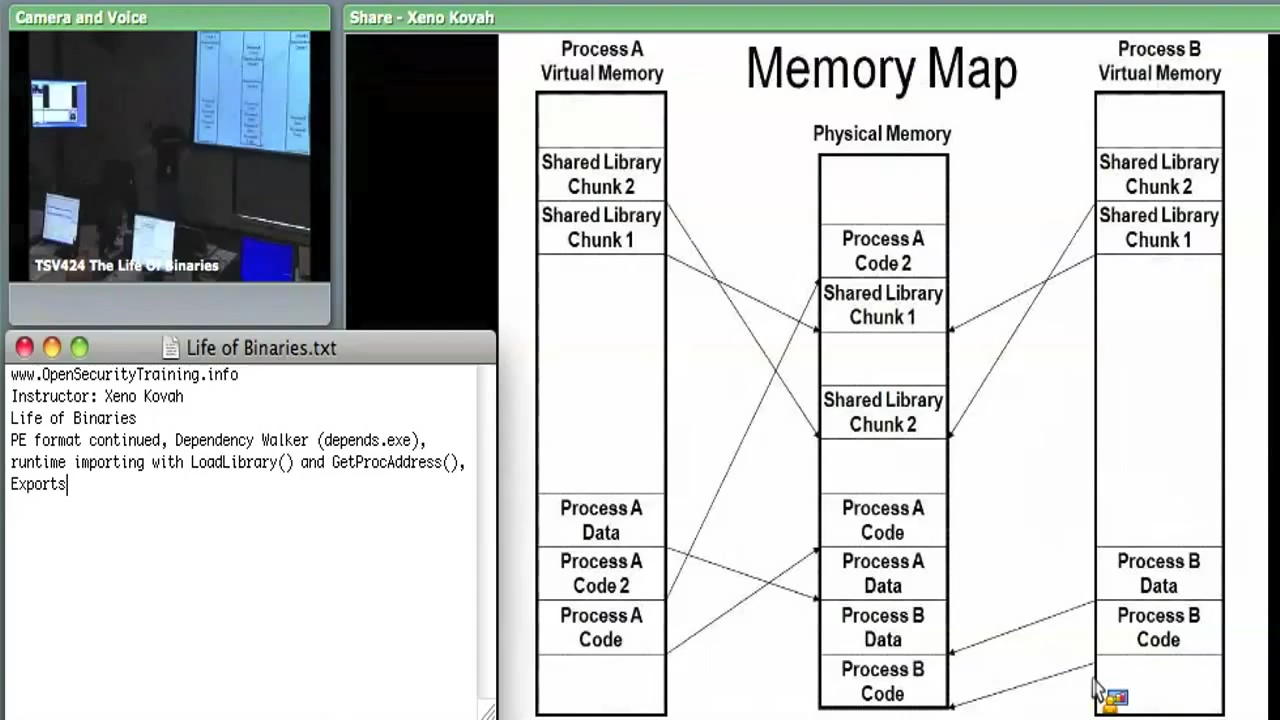 Camera and Voice
TSV424 The Life Of Binaries
Life of Binaries.txt
www.OpenSecurityTraining.info
Instructor: Xeno Kovah
Life of Binaries
PE format continued, Dependency Walker (depends.exe),
runtime importing with LoadLibrary() and GetProcAddress(),
Exports
Share - Xeno Kovah
Memory Map
Process A
Virtual Memory
Shared Library
Chunk 2
Shared Library
Chunk 1
Process A
Data
Process A
Code 2
Process A
Code
Physical Memory
Process A
Code 2
Shared Library
Chunk 1
Shared Library
Chunk 2
Process A
Code
Process A
Data
Process B
Data
Process B
Code
Process B
Virtual Memory
Shared Library
Chunk 2
Shared Library
Chunk 1
Process B
Data
Process B
Code